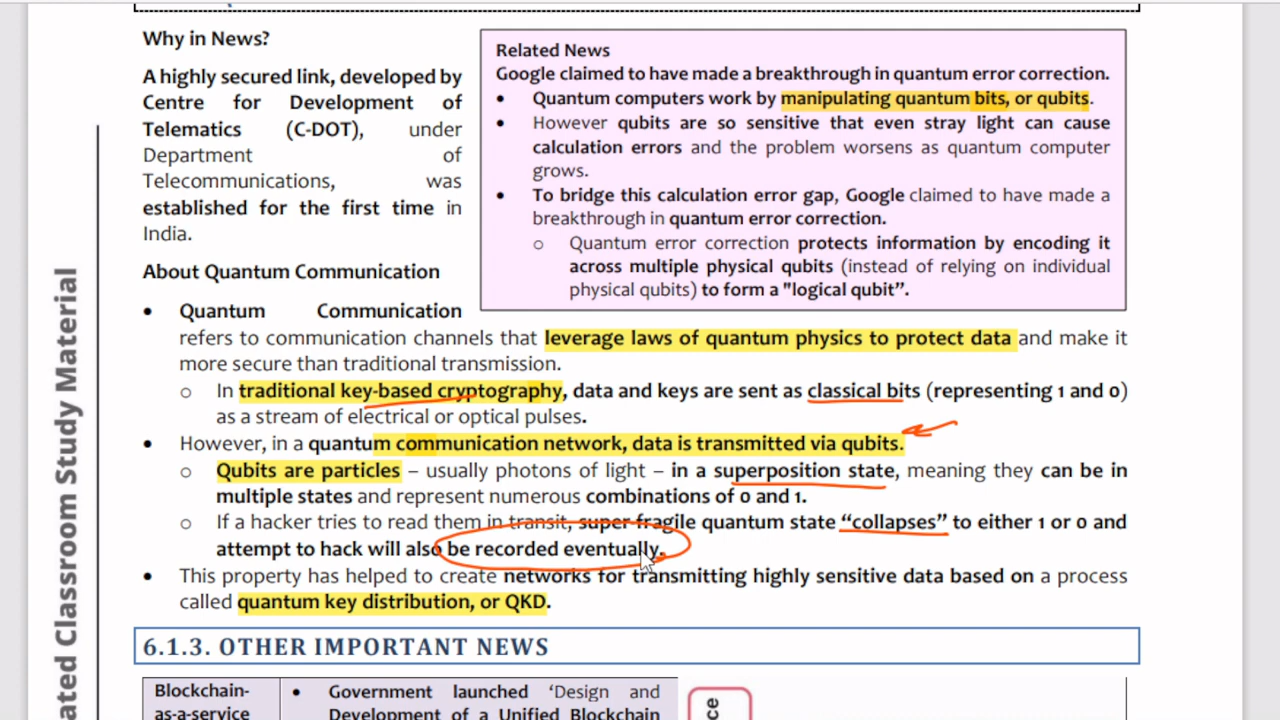 Why in News?
A highly secured link, developed by
Centre for Development of
Telematics (C-DOT), under
Department of
Telecommunications, was
established for the first time in
India.
Related News
Google claimed to have made a breakthrough in quantum error correction.
• Quantum computers work by manipulating quantum bits, or qubits.
• However qubits are so sensitive that even stray light can cause
calculation errors and the problem worsens as quantum computer
grows.
• To bridge this calculation error gap, Google claimed to have made a
breakthrough in quantum error correction.
o Quantum error correction protects information by encoding it
across multiple physical qubits (instead of relying on individual
physical qubits) to form a "logical qubit”.
About Quantum Communication
• Quantum Communication
refers to communication channels that leverage laws of quantum physics to protect data and make it
more secure than traditional transmission.
o In traditional key-based cryptography, data and keys are sent as classical bits (representing 1 and 0)
as a stream of electrical or optical pulses.
• However, in a quantum communication network, data is transmitted via qubits.
o Qubits are particles – usually photons of light – in a superposition state, meaning they can be in
multiple states and represent numerous combinations of 0 and 1.
o If a hacker tries to read them in transit, super fragile quantum state “collapses” to either 1 or 0 and
attempt to hack will also be recorded eventually.
• This property has helped to create networks for transmitting highly sensitive data based on a process
called quantum key distribution, or QKD.
6.1.3. OTHER IMPORTANT NEWS
Blockchain-
as-a-service
• Government launched ‘Design and
Development of a Unified Blockchain
ated Classroom Study Material
ce